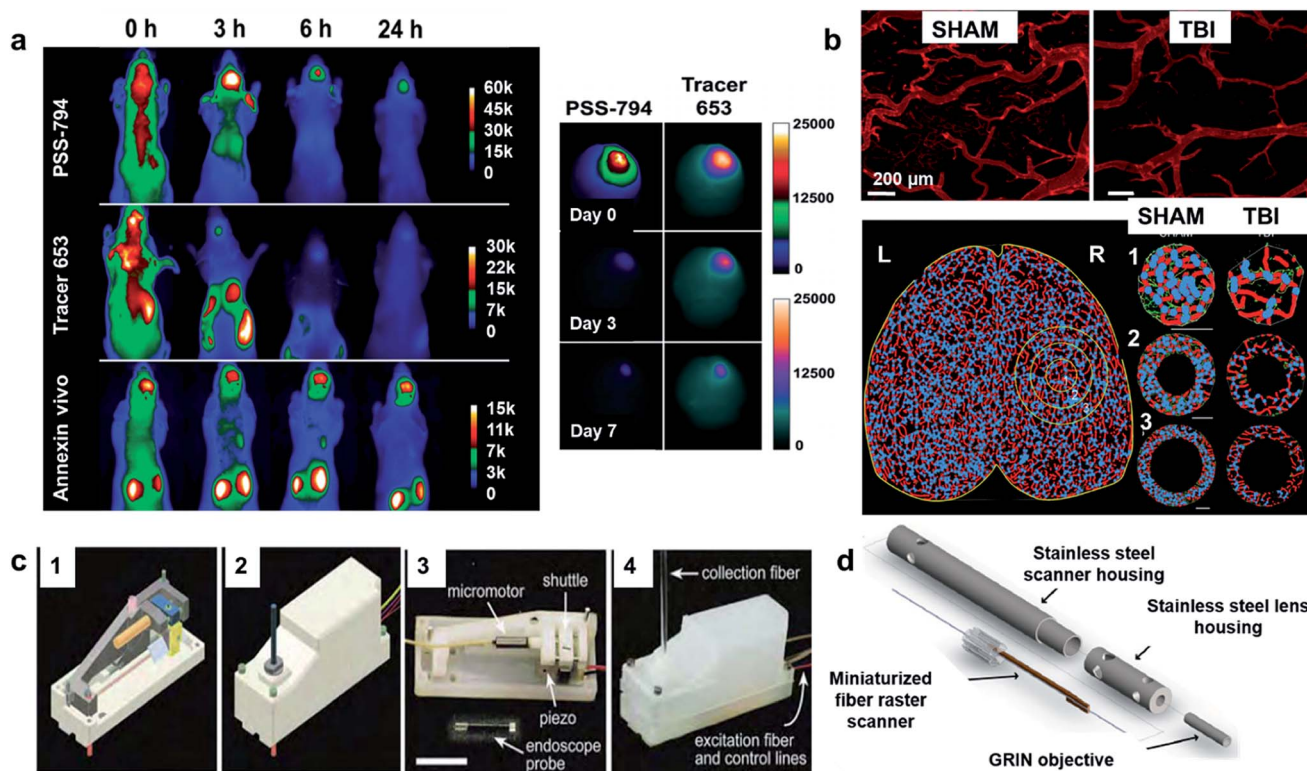 a
0 h 3 h 6 h 24 h
PSS-794
60k
45k
30k
15k
0
Tracer 653
30k
22k
15k
7k
0
Annexin vivo
15k
11k
7k
3k
0
PSS-794
Tracer
653
Day 0
Day 3
Day 7
25000
12500
0
25000
12500
0
b
SHAM
TBI
200 μm
L
R
SHAM
TBI
SHAM
TBI
1
2
3
2
3
c
1
2
3
micromotor
shuttle
piezo
endoscope
probe
4
collection fiber
excitation fiber
and control lines
d
Stainless steel
scanner housing
Stainless steel lens
housing
Miniaturized
fiber raster
scanner
GRIN objective